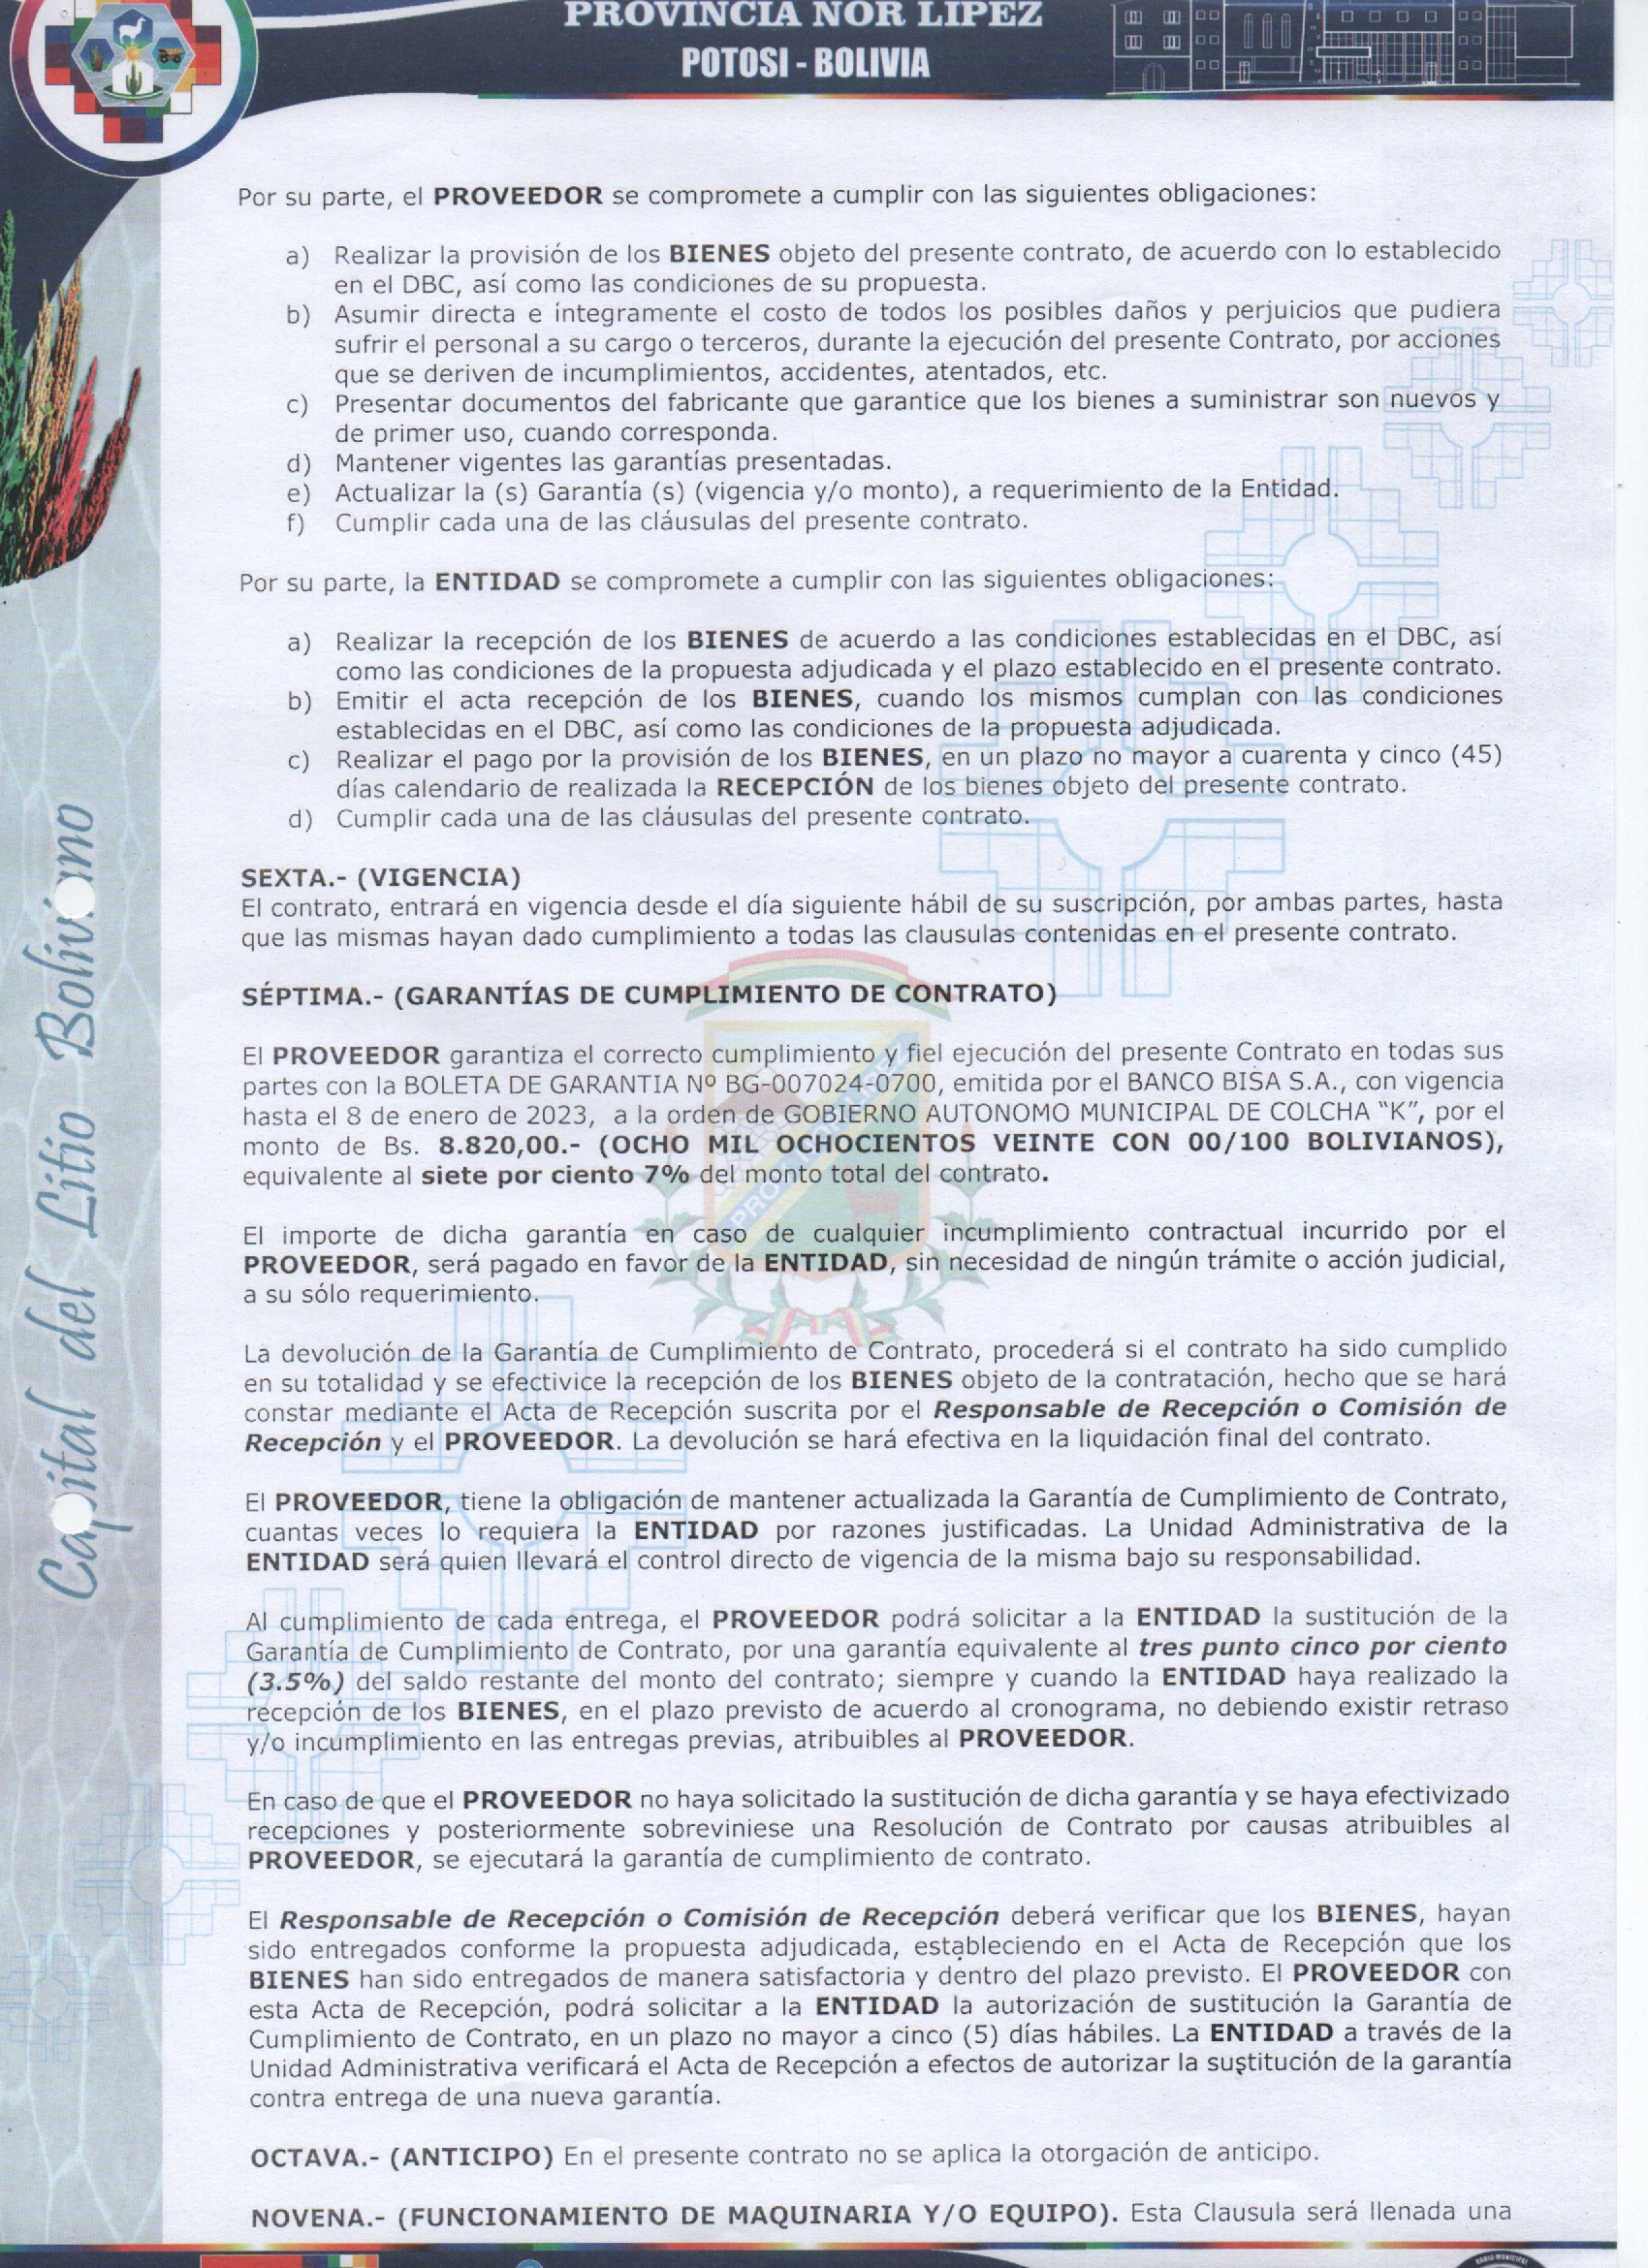 PROVINCIA NOR LIPEZ
POTOSI - BOLIVIA
Por su parte, el PROVEEDOR se compromete a cumplir con las siguientes obligaciones:
a) Realizar la provisión de los BIENES objeto del presente contrato, de acuerdo con lo establecido
en el DBC, así como las condiciones de su propuesta.
b) Asumir directa e íntegramente el costo de todos los posibles daños y perjuicios que pudiera
sufrir el personal a su cargo o terceros, durante la ejecución del presente Contrato, por acciones
que se deriven de incumplimientos, accidentes, atentados, etc.
c) Presentar documentos del fabricante que garantice que los bienes a suministrar son nuevos y
de primer uso, cuando corresponda.
d) Mantener vigentes las garantías presentadas.
e) Actualizar la (s) Garantía (s) (vigencia y/o monto), a requerimiento de la Entidad.
f) Cumplir cada una de las cláusulas del presente contrato.
Por su parte, la ENTIDAD se compromete a cumplir con las siguientes obligaciones:
a) Realizar la recepción de los BIENES de acuerdo a las condiciones establecidas en el DBC, así
como las condiciones de la propuesta adjudicada y el plazo establecido en el presente contrato.
b) Emitir el acta recepción de los BIENES, cuando los mismos cumplan con las condiciones
establecidas en el DBC, así como las condiciones de la propuesta adjudicada.
c) Realizar el pago por la provisión de los BIENES, en un plazo no mayor a cuarenta y cinco (45)
días calendario de realizada la RECEPCIÓN de los bienes objeto del presente contrato.
d) Cumplir cada una de las cláusulas del presente contrato.
SEXTA.- (VIGENCIA)
El contrato, entrará en vigencia desde el día siguiente hábil de su suscripción, por ambas partes, hasta
que las mismas hayan dado cumplimiento a todas las clausulas contenidas en el presente contrato.
SÉPTIMA.- (GARANTÍAS DE CUMPLIMIENTO DE CONTRATO)
El PROVEEDOR garantiza el correcto cumplimiento y fiel ejecución del presente Contrato en todas sus
partes con la BOLETA DE GARANTIA Nº BG-007024-0700, emitida por el BANCO BISA S.A., con vigencia
hasta el 8 de enero de 2023, a la orden de GOBIERNO AUTONOMO MUNICIPAL DE COLCHA “K”, por el
monto de Bs. 8.820,00.- (OCHO MIL OCHOCIENTOS VEINTE CON 00/100 BOLIVIANOS),
equivalente al siete por ciento 7% del monto total del contrato.
El importe de dicha garantía en caso de cualquier incumplimiento contractual incurrido por el
PROVEEDOR, será pagado en favor de la ENTIDAD, sin necesidad de ningún trámite o acción judicial,
a su sólo requerimiento.
La devolución de la Garantía de Cumplimiento de Contrato, procederá si el contrato ha sido cumplido
en su totalidad y se efectivice la recepción de los BIENES objeto de la contratación, hecho que se hará
constar mediante el Acta de Recepción suscrita por el Responsable de Recepción o Comisión de
Recepción y el PROVEEDOR. La devolución se hará efectiva en la liquidación final del contrato.
El PROVEEDOR, tiene la obligación de mantener actualizada la Garantía de Cumplimiento de Contrato,
cuantas veces lo requiera la ENTIDAD por razones justificadas. La Unidad Administrativa de la
ENTIDAD será quien llevará el control directo de vigencia de la misma bajo su responsabilidad.
Al cumplimiento de cada entrega, el PROVEEDOR podrá solicitar a la ENTIDAD la sustitución de la
Garantía de Cumplimiento de Contrato, por una garantía equivalente al tres punto cinco por ciento
(3.5%) del saldo restante del monto del contrato; siempre y cuando la ENTIDAD haya realizado la
recepción de los BIENES, en el plazo previsto de acuerdo al cronograma, no debiendo existir retraso
y/o incumplimiento en las entregas previas, atribuibles al PROVEEDOR.
En caso de que el PROVEEDOR no haya solicitado la sustitución de dicha garantía y se haya efectivizado
recepciones y posteriormente sobreviniese una Resolución de Contrato por causas atribuibles al
PROVEEDOR, se ejecutará la garantía de cumplimiento de contrato.
El Responsable de Recepción o Comisión de Recepción deberá verificar que los BIENES, hayan
sido entregados conforme la propuesta adjudicada, estableciendo en el Acta de Recepción que los
BIENES han sido entregados de manera satisfactoria y dentro del plazo previsto. El PROVEEDOR con
esta Acta de Recepción, podrá solicitar a la ENTIDAD la autorización de sustitución la Garantía de
Cumplimiento de Contrato, en un plazo no mayor a cinco (5) días hábiles. La ENTIDAD a través de la
Unidad Administrativa verificará el Acta de Recepción a efectos de autorizar la sustitución de la garantía
contra entrega de una nueva garantía.
OCTAVA.- (ANTICIPO) En el presente contrato no se aplica la otorgación de anticipo.
NOVENA.- (FUNCIONAMIENTO DE MAQUINARIA Y/O EQUIPO). Esta Clausula será llenada una
Capital del Litio Boliviano